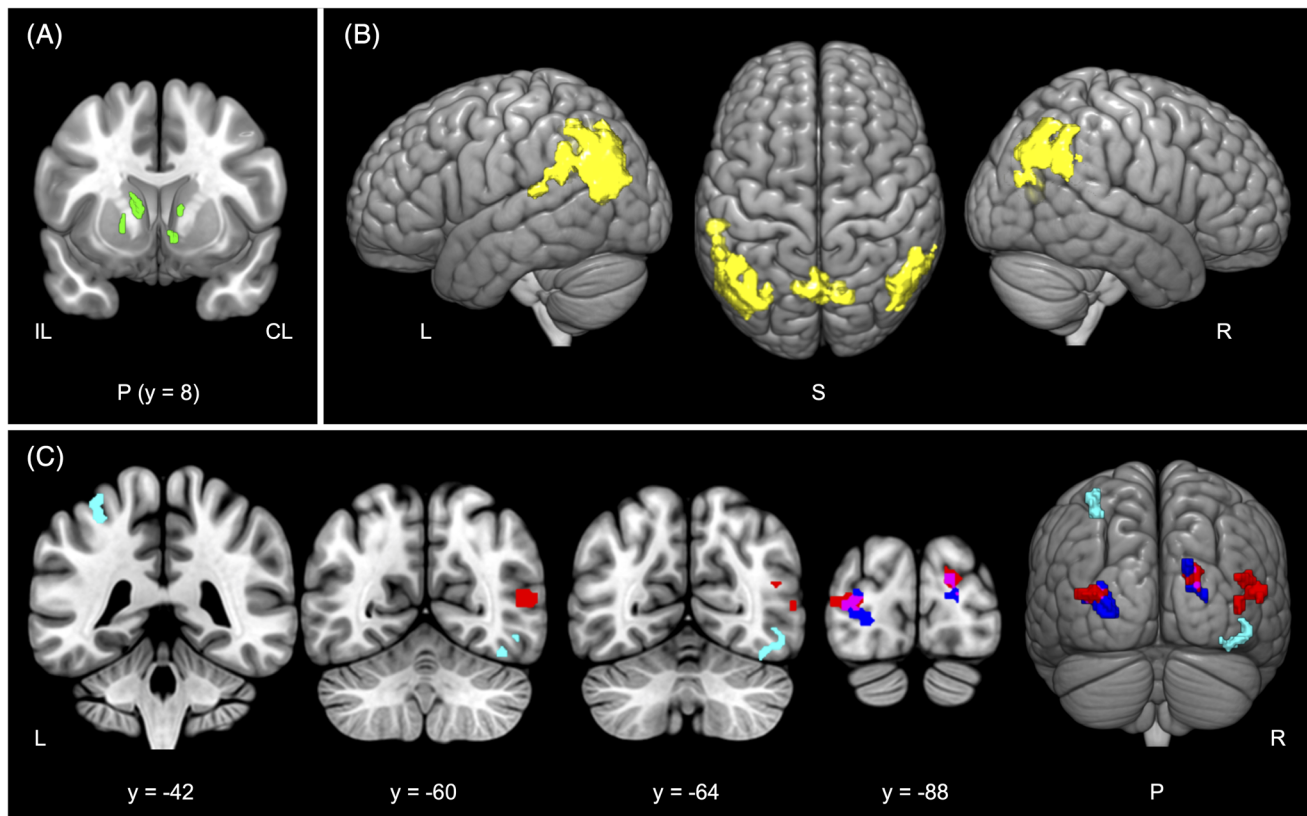 (A)
IL CL
P (y = 8)
(B)
L R
S
(C)
L R
y = -42 y = -60 y = -64 y = -88 P